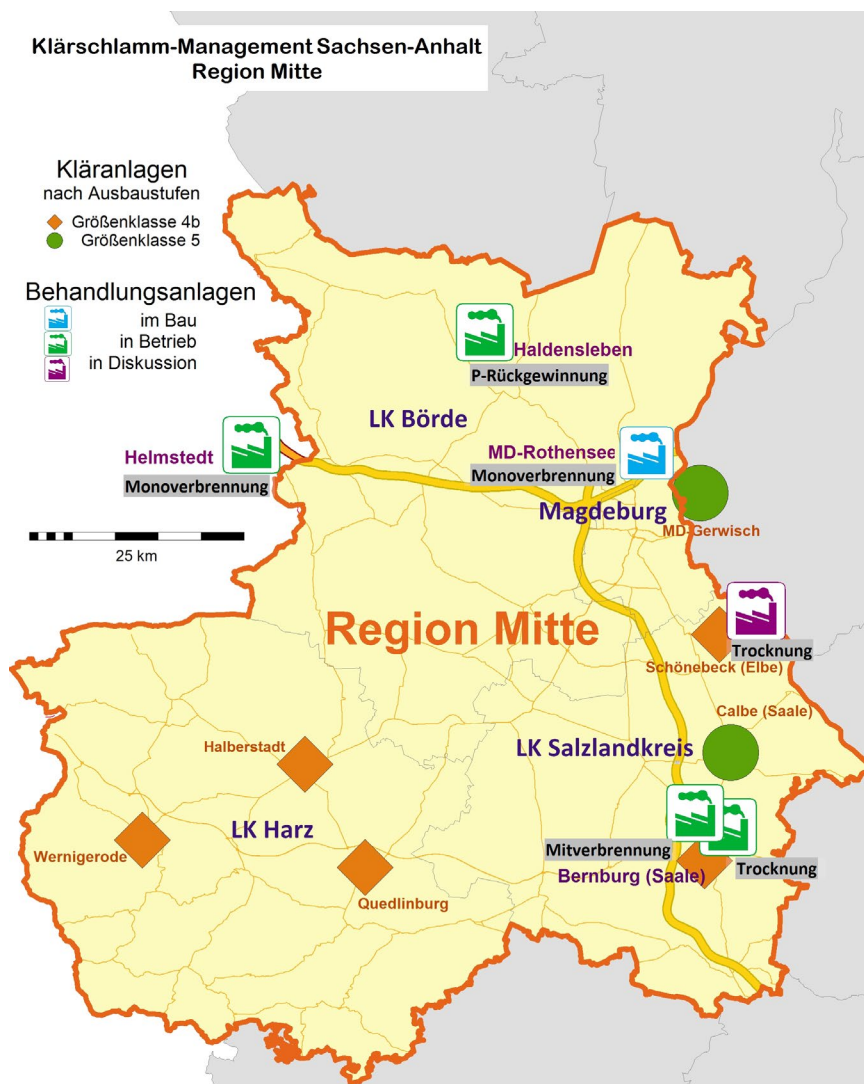 Klärschlamm-Management Sachsen-Anhalt
Region Mitte
Kläranlagen
nach Ausbaustufen
Größenklasse 4b
Größenklasse 5
Behandlungsanlagen
im Bau
in Betrieb
in Diskussion
Haldensleben
P-Rückgewinnung
LK Börde
Helmstedt
Monoverbrennung
MD-Rothensee
Monoverbrennung
Magdeburg
MD-Gerwisch
25 km
Region Mitte
Trocknung
Schönebeck (Elbe)
Calbe (Saale)
Halberstadt
LK Salzlandkreis
LK Harz
Wernigerode
Mitverbrennung
Bernburg (Saale)
Trocknung
Quedlinburg